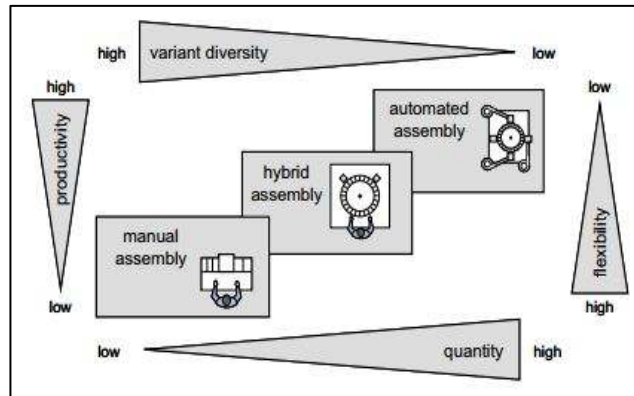 high variant diversity low
high low
productivity
automated
assembly
hybrid
assembly
manual
assembly
flexibility
low high
low quantity high